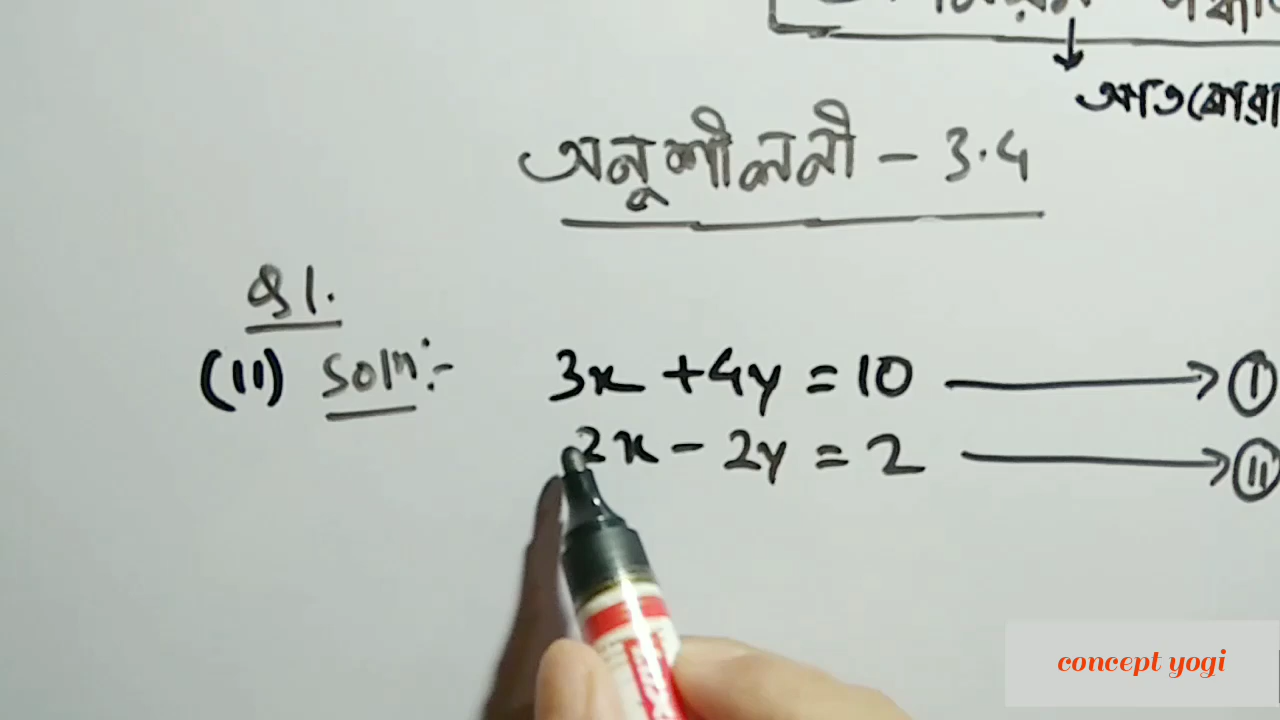 অনুশীলনী - 3.4
Q1.
(II) Soln:-
3x + 4y = 10 → (I)
2x - 2y = 2 → (II)
concept yogi